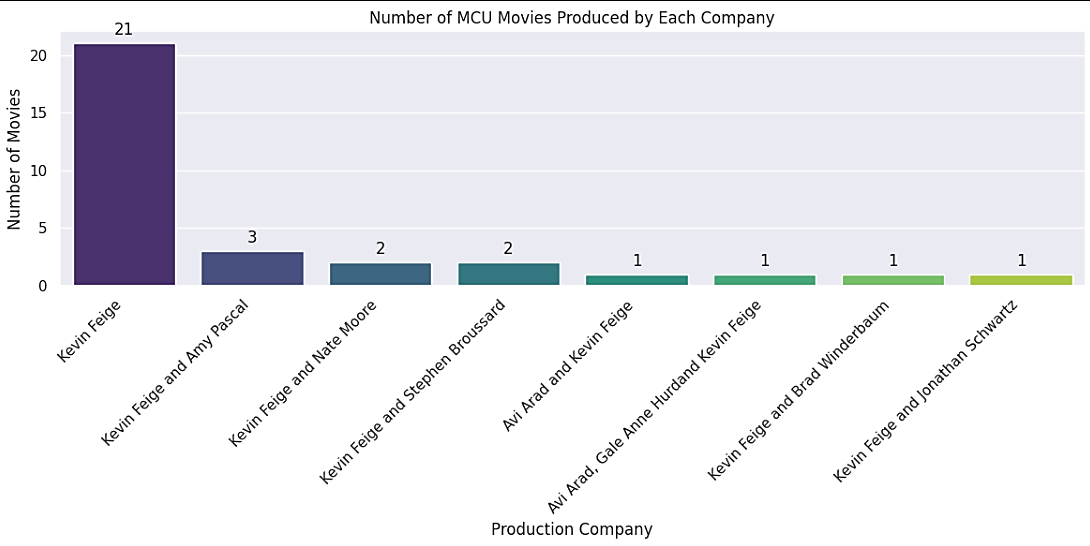 Number of MCU Movies Produced by Each Company
Number of Movies
20
15
10
5
0
21
3
2
2
1
1
1
1
Kevin Feige
Kevin Feige and Amy Pascal
Kevin Feige and Nate Moore
Kevin Feige and Stephen Broussard
Avi Arad and Kevin Feige
Avi Arad, Gale Anne Hurdand Kevin Feige
Kevin Feige and Brad Winderbaum
Kevin Feige and Jonathan Schwartz
Production Company